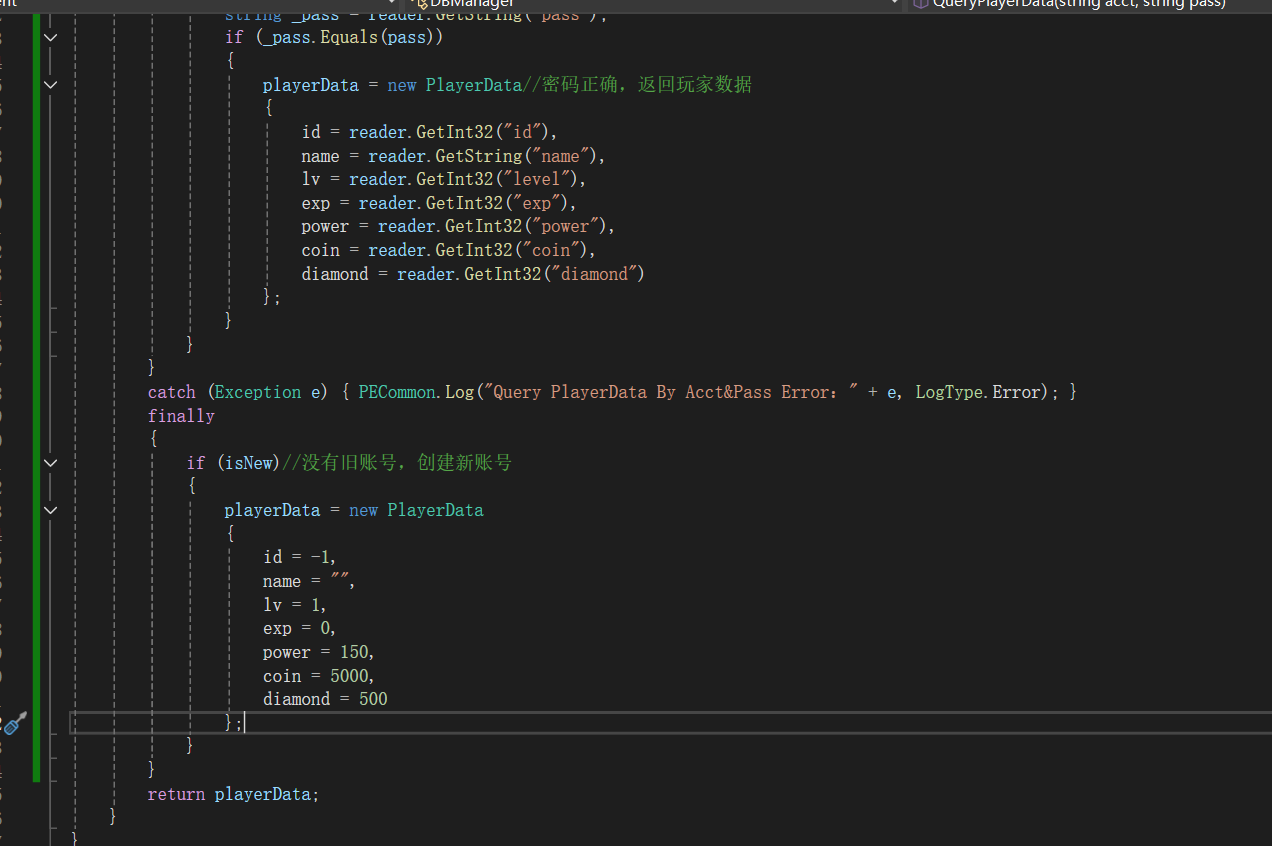 DBManager
QueryPlayerData(string acct, string pass)
string _pass = reader.GetString("pass");
if (_pass.Equals(pass))
{
playerData = new PlayerData//密码正确，返回玩家数据
{
id = reader.GetInt32("id"),
name = reader.GetString("name"),
lv = reader.GetInt32("level"),
exp = reader.GetInt32("exp"),
power = reader.GetInt32("power"),
coin = reader.GetInt32("coin"),
diamond = reader.GetInt32("diamond")
};
}
}
}
catch (Exception e) { PECommon.Log("Query PlayerData By Acct&Pass Error：" + e, LogType.Error); }
finally
{
if (isNew)//没有旧账号，创建新账号
{
playerData = new PlayerData
{
id = -1,
name = "",
lv = 1,
exp = 0,
power = 150,
coin = 5000,
diamond = 500
};
}
}
return playerData;
}
}